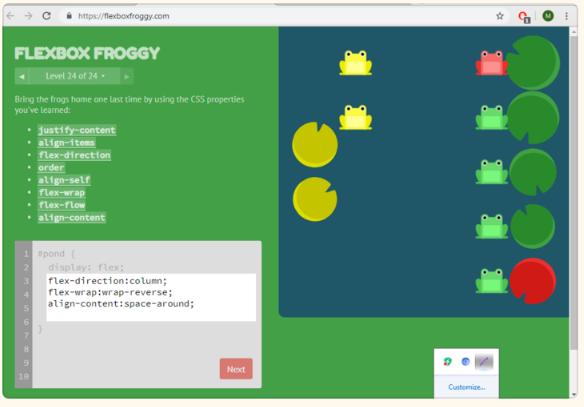 https://flexboxfroggy.com
M
FLEXBOX FROGGY
Level 24 of 24
Bring the frogs home one last time by using the CSS properties
you've learned:
justify-content
align-items
flex-direction
order
align-self
flex-wrap
flex-flow
align-content
1 #pond {
2 display: flex;
3 flex-direction:column;
4 flex-wrap:wrap-reverse;
5 align-content:space-around;
6 }
7
8
9
10
Next
Customize...